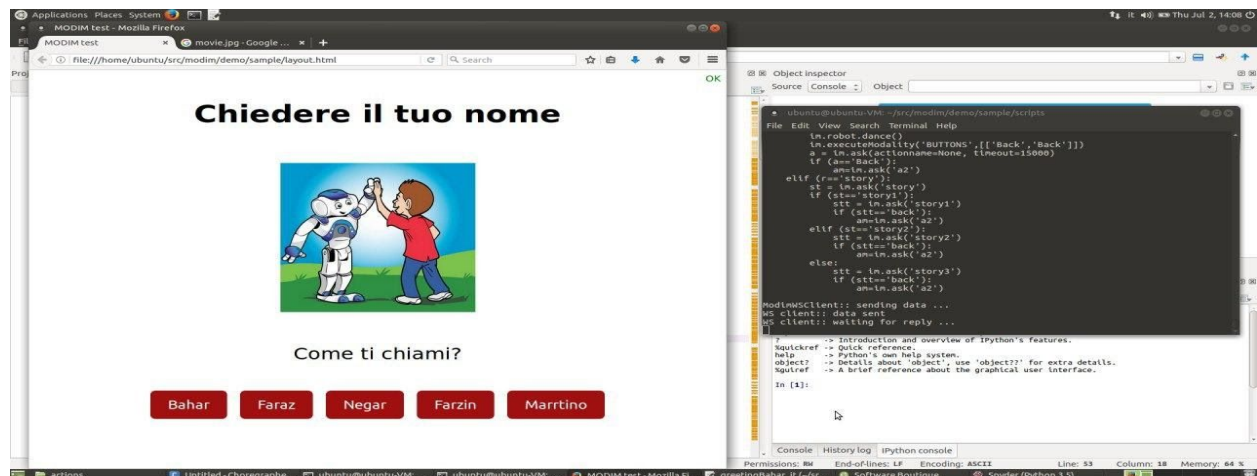 Applications Places System
it Thu Jul 2, 14:08
MODIM test - Mozilla Firefox
MODIM test × movie.jpg - Google ... × +
file:///home/ubuntu/src/modim/demo/sample/layout.html Search
OK
Chiedere il tuo nome
Come ti chiami?
Bahar Faraz Negar Farzin Marrtino
Object inspector
Source Console Object
ubuntu@ubuntu-VM: ~/src/modim/demo/sample/scripts
File Edit View Search Terminal Help
im.robot.dance()
im.executeModality('BUTTONS',[['Back','Back']])
a = im.ask(actionname=None, timeout=15000)
if (a=='Back'):
am=im.ask('a2')
elif (r=='story'):
st = im.ask('story')
if (st=='story1'):
stt = im.ask('story1')
if (stt=='back'):
am=im.ask('a2')
elif (st=='story2'):
stt = im.ask('story2')
if (stt=='back'):
am=im.ask('a2')
else:
stt = im.ask('story3')
if (stt=='back'):
am=im.ask('a2')
ModimWSClient:: sending data ...
WS client:: data sent
WS client:: waiting for reply ...
? -> Introduction and overview of IPython's features.
%quickref -> Quick reference.
help -> Python's own help system.
object? -> Details about 'object', use 'object??' for extra details.
%guiref -> A brief reference about the graphical user interface.
In [1]:
Console History log IPython console
Permissions: RW End-of-lines: LF Encoding: ASCII Line: 53 Column: 18 Memory: 64 %
actions Untitled - Choregraphe ubuntu@ubuntu-VM: ubuntu@ubuntu-VM: MODIM test - Mozilla Fi... greetingBahar_it (~/sr... Software Boutique Spyder (Python 3.5)